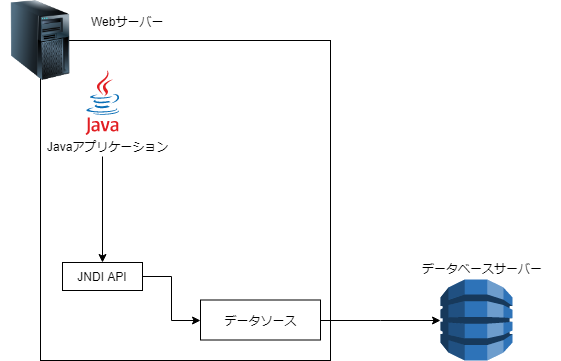 Webサーバー
Java
Javaアプリケーション
JNDI API
データソース
データベースサーバー